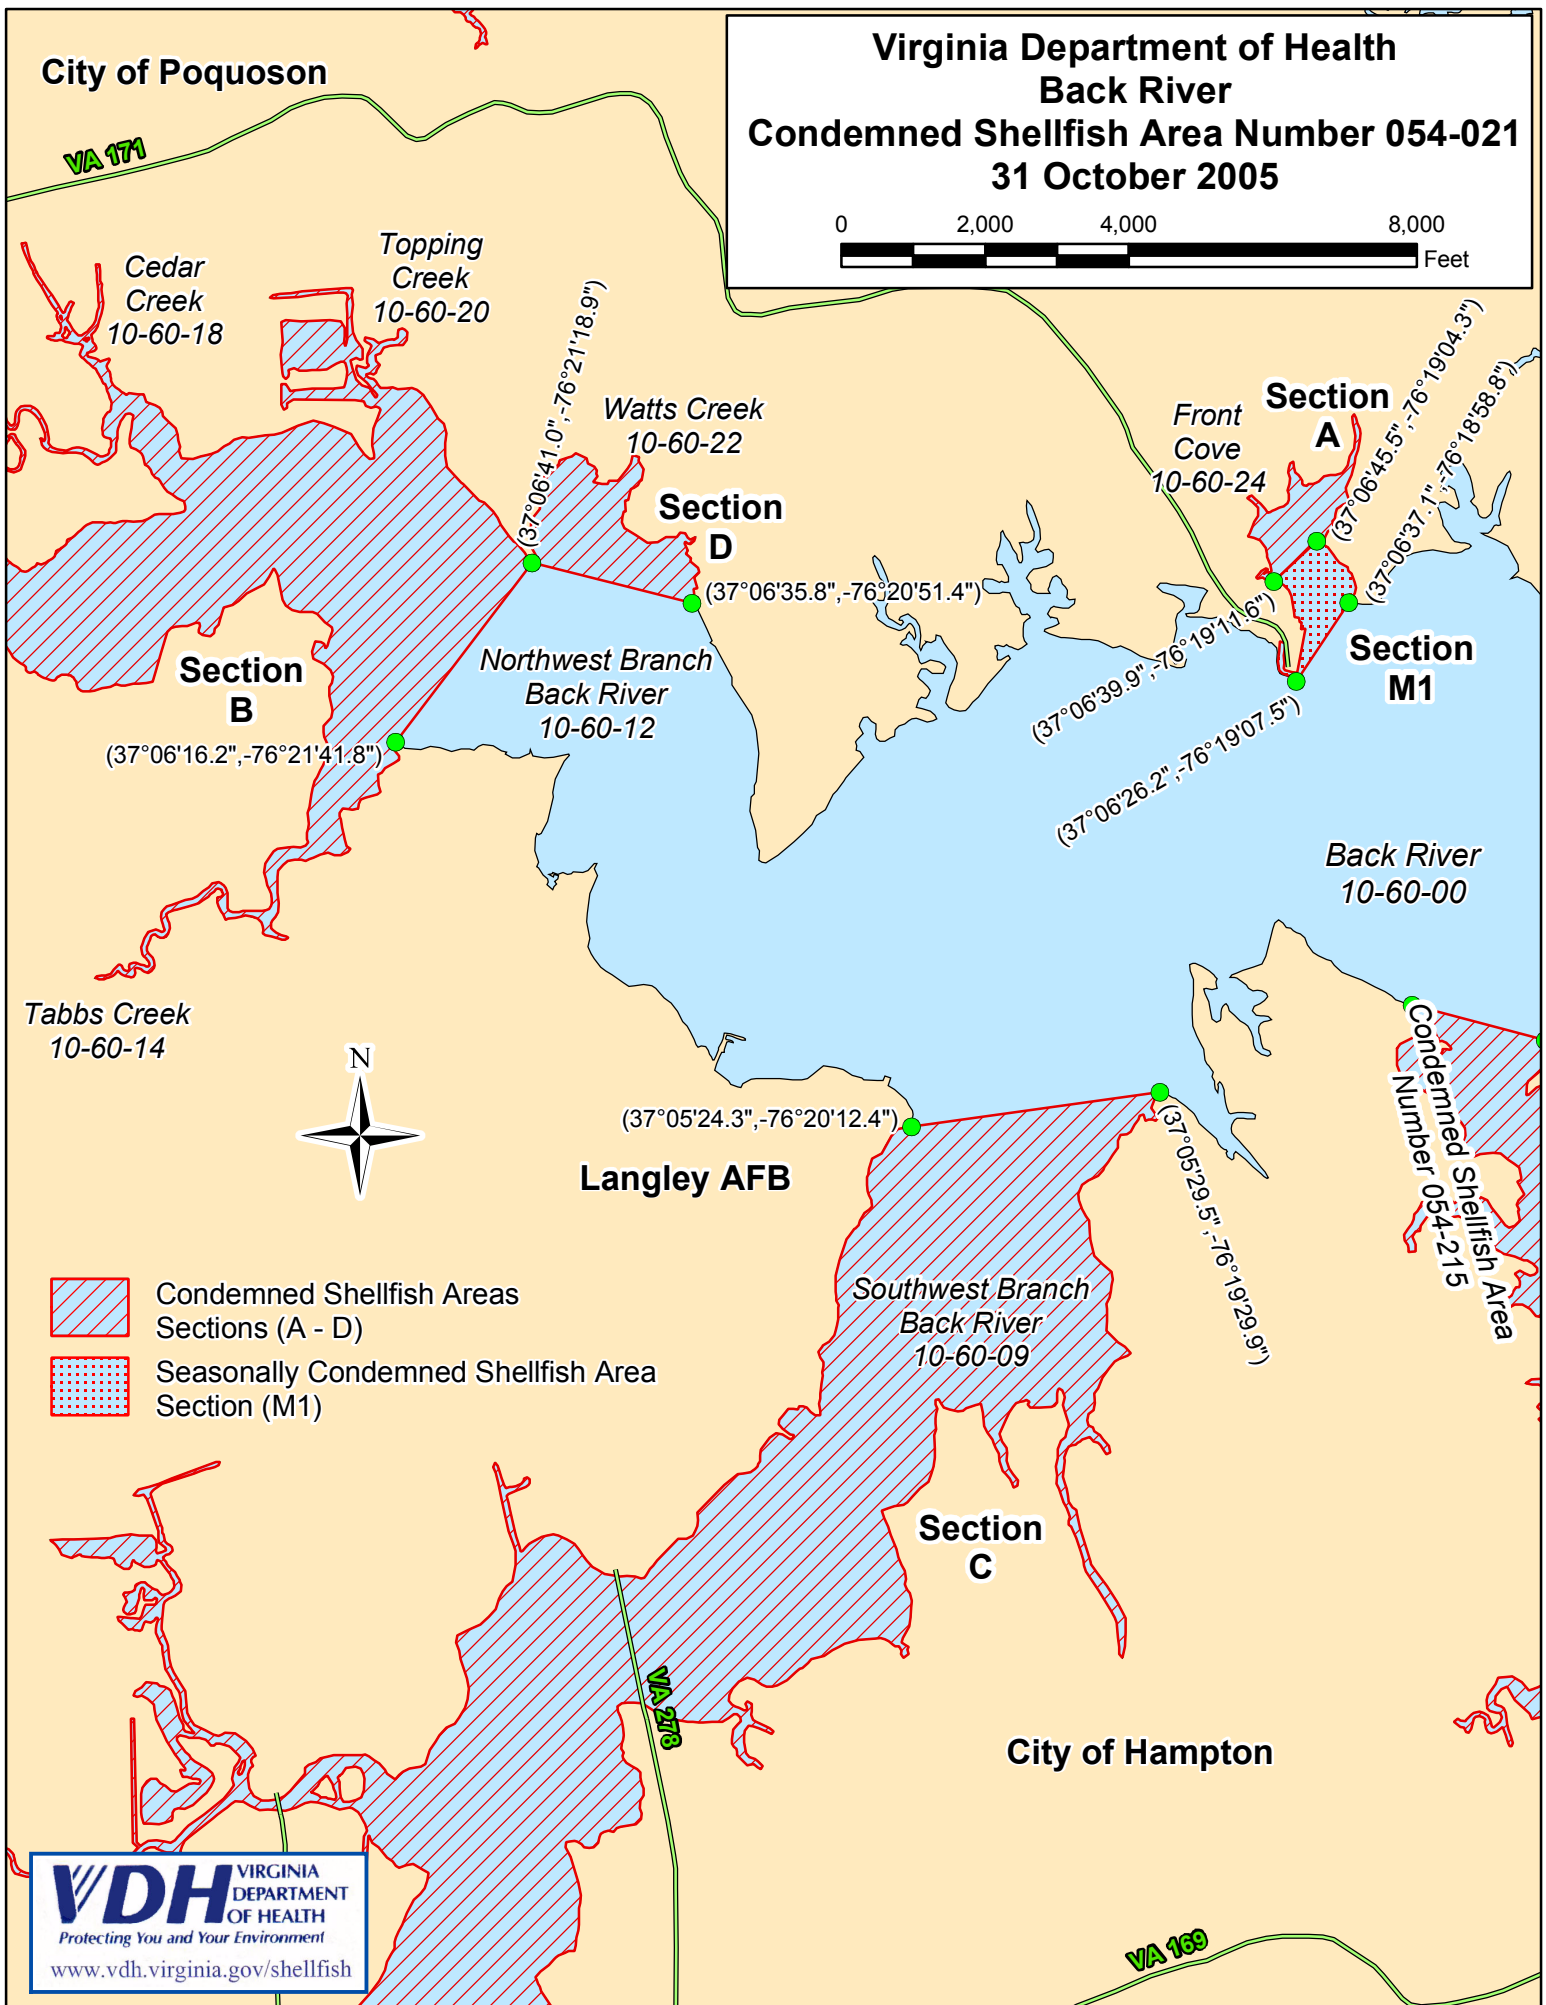 City of Poquoson
Virginia Department of Health
Back River
Condemned Shellfish Area Number 054-021
31 October 2005
0 2,000 4,000 8,000
Feet
VA 171
Cedar
Creek
10-60-18
Topping
Creek
10-60-20
(37°06'41.0",-76°21'18.9")
Watts Creek
10-60-22
Section
D
(37°06'35.8",-76°20'51.4")
Front
Cove
10-60-24
Section
A
(37°06'45.5",-76°19'04.3")
(37°06'37.1",-76°18'58.8")
(37°06'39.9",-76°19'11.6")
(37°06'26.2",-76°19'07.5")
Section
M1
Section
B
(37°06'16.2",-76°21'41.8")
Northwest Branch
Back River
10-60-12
Back River
10-60-00
Tabbs Creek
10-60-14
N
(37°05'24.3",-76°20'12.4")
(37°05'29.5",-76°19'29.9")
Langley AFB
Condemned Shellfish Area
Number 054-215
Southwest Branch
Back River
10-60-09
Condemned Shellfish Areas
Sections (A - D)
Seasonally Condemned Shellfish Area
Section (M1)
Section
C
VA 278
City of Hampton
VDH
VIRGINIA
DEPARTMENT
OF HEALTH
Protecting You and Your Environment
www.vdh.virginia.gov/shellfish
VA 169